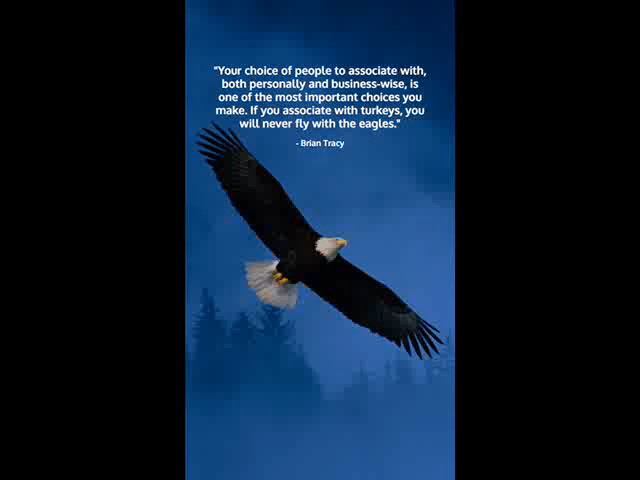 "Your choice of people to associate with,
both personally and business-wise, is
one of the most important choices you
make. If you associate with turkeys, you
will never fly with the eagles."
- Brian Tracy